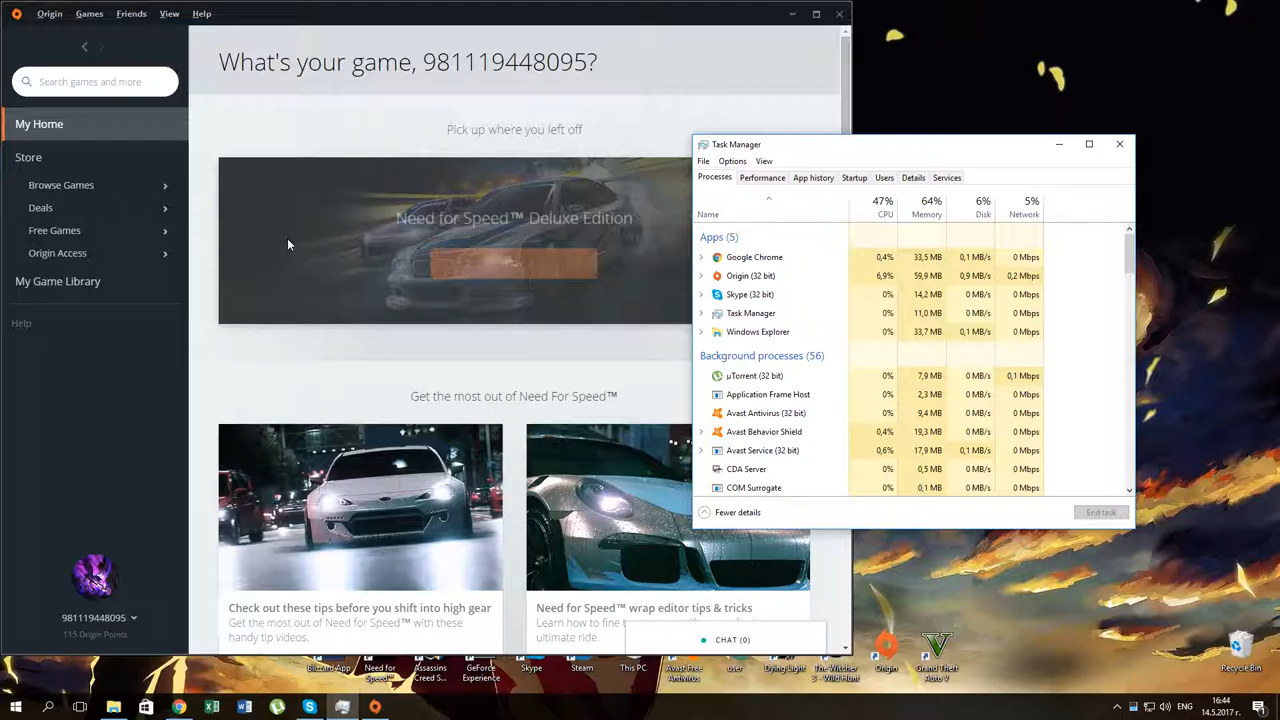 Origin Games Friends View Help
Search games and more
My Home
Store
Browse Games
Deals
Free Games
Origin Access
My Game Library
Help
981119448095
115 Origin Points
What's your game, 981119448095?
Pick up where you left off
Need for Speed™ Deluxe Edition
Get the most out of Need For Speed™
Check out these tips before you shift into high gear
Get the most out of Need for Speed™ with these
handy tip videos.
Need for Speed™ wrap editor tips & tricks
Learn how to fine
ultimate ride.
CHAT (0)
Task Manager
File Options View
Processes Performance App history Startup Users Details Services
47% 64% 6% 5%
Name CPU Memory Disk Network
Apps (5)
Google Chrome 0,4% 33,5 MB 0,1 MB/s 0 Mbps
Origin (32 bit) 6,9% 59,9 MB 0,9 MB/s 0,2 Mbps
Skype (32 bit) 0% 14,2 MB 0 MB/s 0 Mbps
Task Manager 0% 11,0 MB 0 MB/s 0 Mbps
Windows Explorer 0% 33,7 MB 0,1 MB/s 0 Mbps
Background processes (56)
µTorrent (32 bit) 0% 7,9 MB 0 MB/s 0,1 Mbps
Application Frame Host 0% 2,3 MB 0 MB/s 0 Mbps
Avast Antivirus (32 bit) 0% 9,4 MB 0 MB/s 0 Mbps
Avast Behavior Shield 0,4% 19,3 MB 0 MB/s 0 Mbps
Avast Service (32 bit) 0,6% 17,9 MB 0,1 MB/s 0 Mbps
CDA Server 0% 0,5 MB 0 MB/s 0 Mbps
COM Surrogate 0% 0,1 MB 0 MB/s 0 Mbps
Fewer details
End task
Blizzard App
Need for
Speed™
Assassins
Creed S...
GeForce
Experience
Skype
Steam
This PC
Avast Free
Antivirus
user
Dying Light
The Witcher
3 - Wild Hunt
Origin
Grand Theft
Auto V
Recycle Bin
ENG
16:44
14.5.2017 г.